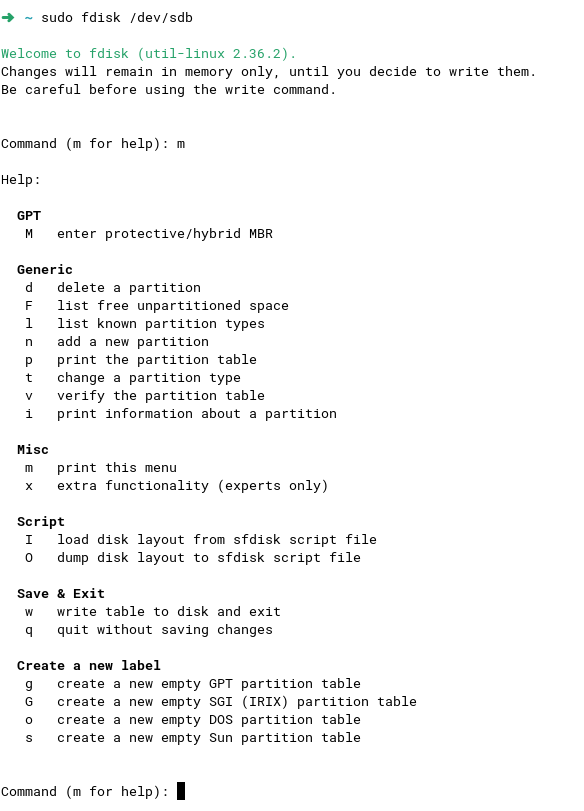 ➜ ~ sudo fdisk /dev/sdb
Welcome to fdisk (util-linux 2.36.2).
Changes will remain in memory only, until you decide to write them.
Be careful before using the write command.
Command (m for help): m
Help:
GPT
M enter protective/hybrid MBR
Generic
d delete a partition
F list free unpartitioned space
l list known partition types
n add a new partition
p print the partition table
t change a partition type
v verify the partition table
i print information about a partition
Misc
m print this menu
x extra functionality (experts only)
Script
I load disk layout from sfdisk script file
O dump disk layout to sfdisk script file
Save & Exit
w write table to disk and exit
q quit without saving changes
Create a new label
g create a new empty GPT partition table
G create a new empty SGI (IRIX) partition table
o create a new empty DOS partition table
s create a new empty Sun partition table
Command (m for help):